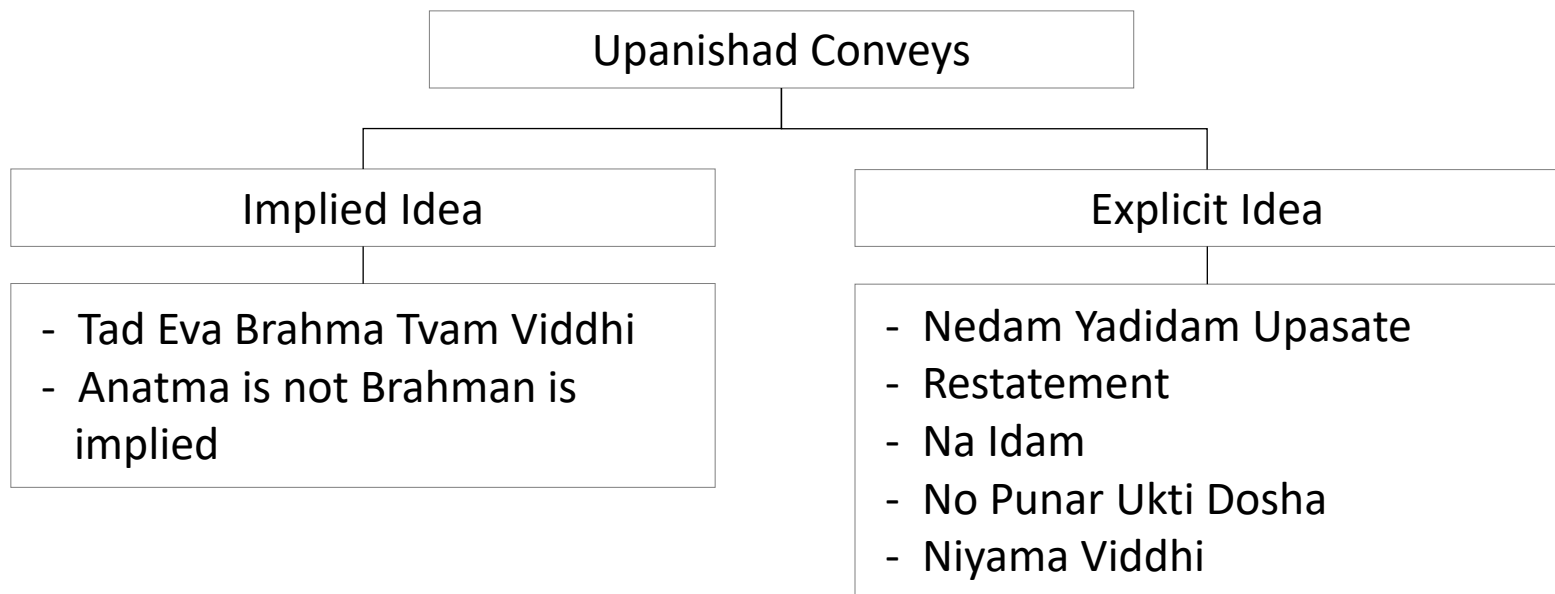 Upanishad Conveys
Implied Idea
- Tad Eva Brahma Tvam Viddhi
- Anatma is not Brahman is
implied
Explicit Idea
- Nedam Yadidam Upasate
- Restatement
- Na Idam
- No Punar Ukti Dosha
- Niyama Viddhi